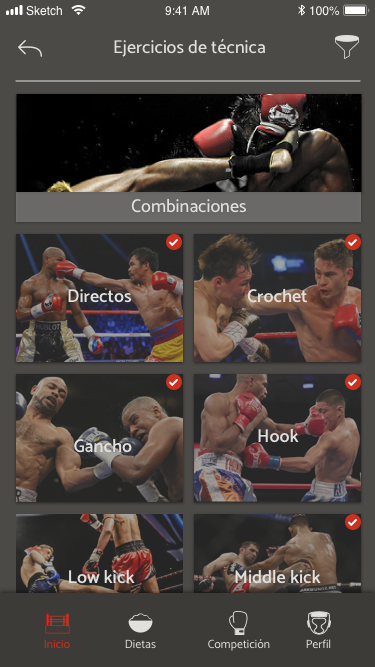 Sketch 9:41 AM 100%
Ejercicios de técnica
Combinaciones
Directos Crochet
Gancho Hook
Low kick Middle kick
Inicio Dietas Competición Perfil